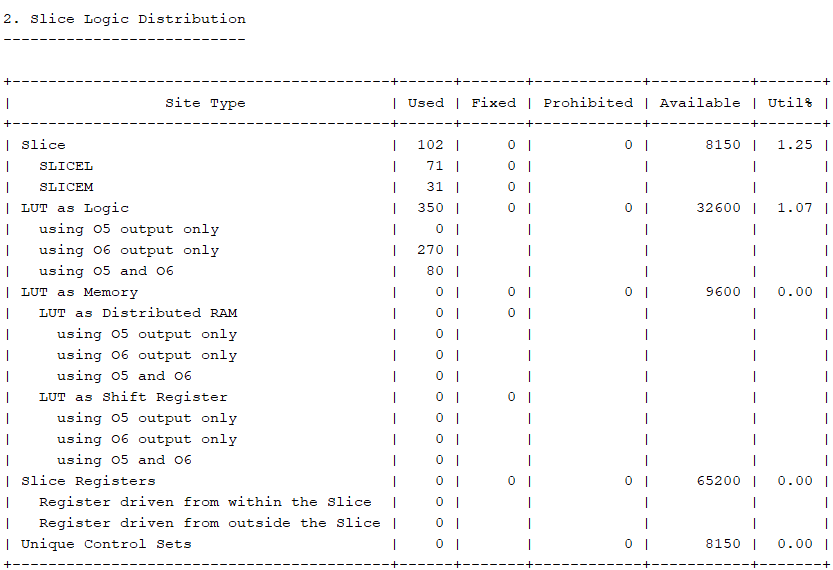 2. Slice Logic Distribution
---------------------------
+------------------------------------------+------+-------+------------+-----------+-------+
|                 Site Type                | Used | Fixed | Prohibited | Available | Util% |
+------------------------------------------+------+-------+------------+-----------+-------+
| Slice                                    |  102 |     0 |          0 |      8150 |  1.25 |
|   SLICEL                                 |   71 |     0 |            |           |       |
|   SLICEM                                 |   31 |     0 |            |           |       |
| LUT as Logic                             |  350 |     0 |          0 |     32600 |  1.07 |
|   using O5 output only                   |    0 |       |            |           |       |
|   using O6 output only                   |  270 |       |            |           |       |
|   using O5 and O6                        |   80 |       |            |           |       |
| LUT as Memory                            |    0 |     0 |          0 |      9600 |  0.00 |
|   LUT as Distributed RAM                 |    0 |     0 |            |           |       |
|     using O5 output only                 |    0 |       |            |           |       |
|     using O6 output only                 |    0 |       |            |           |       |
|     using O5 and O6                      |    0 |       |            |           |       |
|   LUT as Shift Register                  |    0 |     0 |            |           |       |
|     using O5 output only                 |    0 |       |            |           |       |
|     using O6 output only                 |    0 |       |            |           |       |
|     using O5 and O6                      |    0 |       |            |           |       |
| Slice Registers                          |    0 |     0 |          0 |     65200 |  0.00 |
|   Register driven from within the Slice  |    0 |       |            |           |       |
|   Register driven from outside the Slice |    0 |       |            |           |       |
| Unique Control Sets                      |    0 |       |          0 |      8150 |  0.00 |
+------------------------------------------+------+-------+------------+-----------+-------+